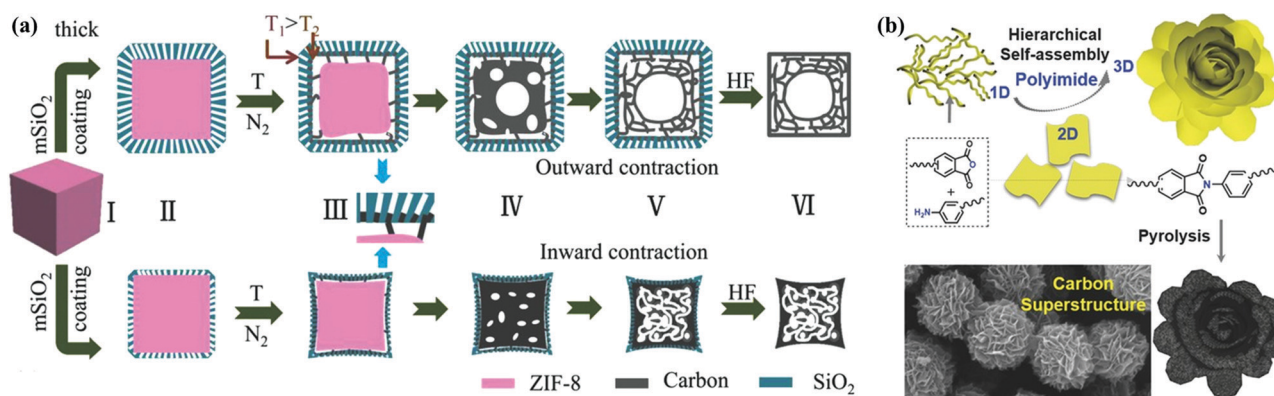 (a)
thick
mSiO2
coating
T1>T2
T
N2
HF
Outward contraction
I
II
III
IV
V
VI
Inward contraction
mSiO2
coating
T
N2
HF
ZIF-8
Carbon
SiO2
(b)
Hierarchical
Self-assembly
Polyimide
1D
3D
2D
O
O
O
+
H2N
O
N
O
Pyrolysis
Carbon
Superstructure